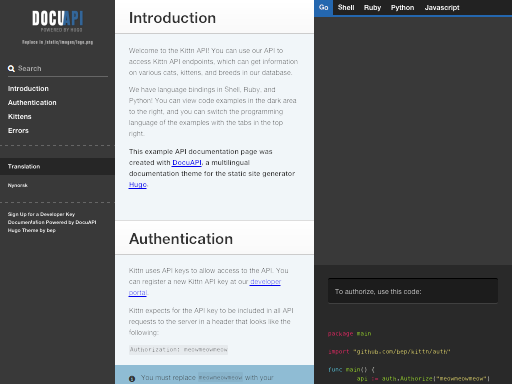 DOCUAPI
POWERED BY HUGO
Replace in /static/images/logo.png
Search
Introduction
Authentication
Kittens
Errors
Translation
Nynorsk
Sign Up for a Developer Key
Documentation Powered by DocuAPI
Hugo Theme by bep
Introduction
Welcome to the Kittn API! You can use our API to
access Kittn API endpoints, which can get information
on various cats, kittens, and breeds in our database.
We have language bindings in Shell, Ruby, and
Python! You can view code examples in the dark area
to the right, and you can switch the programming
language of the examples with the tabs in the top
right.
This example API documentation page was
created with DocuAPI, a multilingual
documentation theme for the static site generator
Hugo.
Authentication
Kittn uses API keys to allow access to the API. You
can register a new Kittn API key at our developer
portal.
Kittn expects for the API key to be included in all API
requests to the server in a header that looks like the
following:
Authorization: meowmeowmeow
You must replace meowmeowmeow with your
Go Shell Ruby Python Javascript
To authorize, use this code:
package main
import "github.com/bep/kittn/auth"
func main() {
api := auth.Authorize("meowmeowmeow")